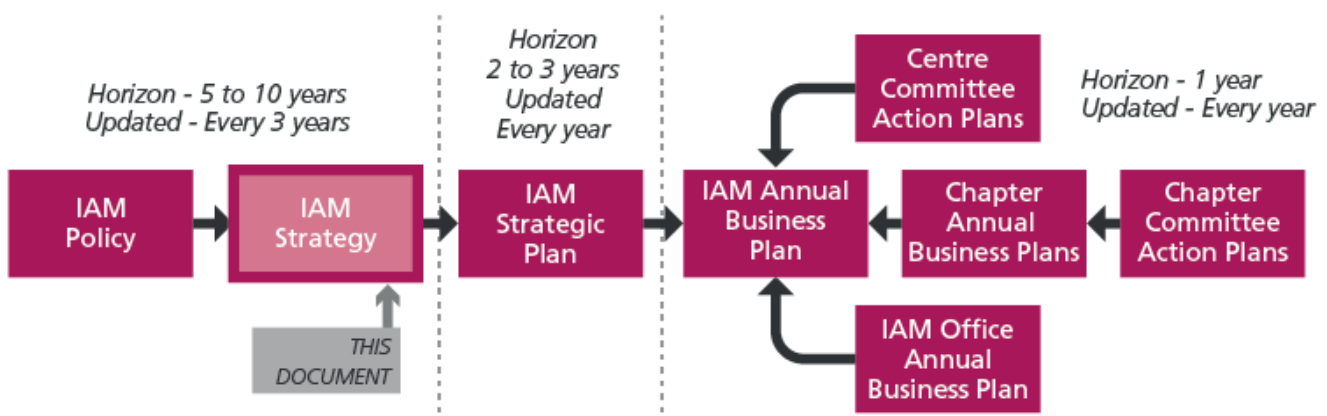 Horizon - 5 to 10 years
Updated - Every 3 years
Horizon
2 to 3 years
Updated
Every year
Centre
Committee
Action Plans
Horizon - 1 year
Updated - Every year
IAM
Policy
IAM
Strategy
IAM
Strategic
Plan
IAM Annual
Business
Plan
Chapter
Annual
Business Plans
Chapter
Committee
Action Plans
THIS
DOCUMENT
IAM Office
Annual
Business Plan